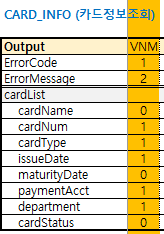 CARD_INFO (카드정보조회)
Output VNM
ErrorCode 1
ErrorMessage 2
cardList
cardName 0
cardNum 1
cardType 1
issueDate 1
maturityDate 0
paymentAcct 1
department 1
cardStatus 0